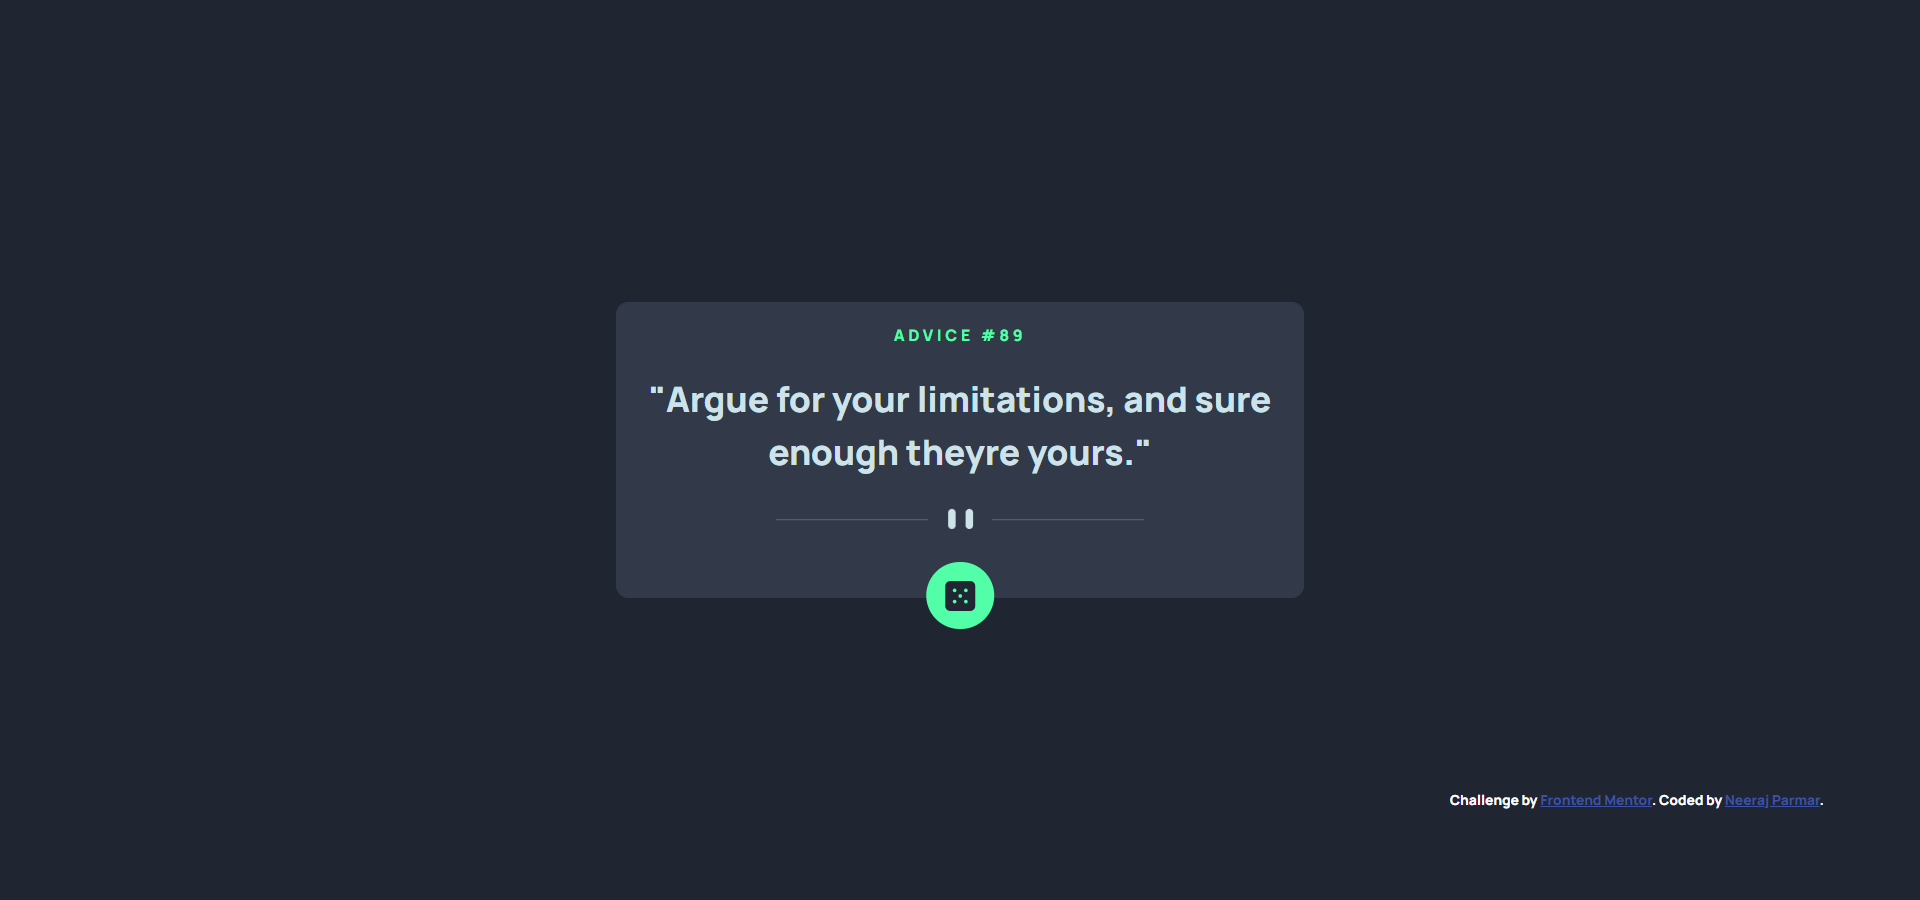 ADVICE #89
"Argue for your limitations, and sure
enough theyre yours."
Challenge by Frontend Mentor. Coded by Neeraj Parmar.